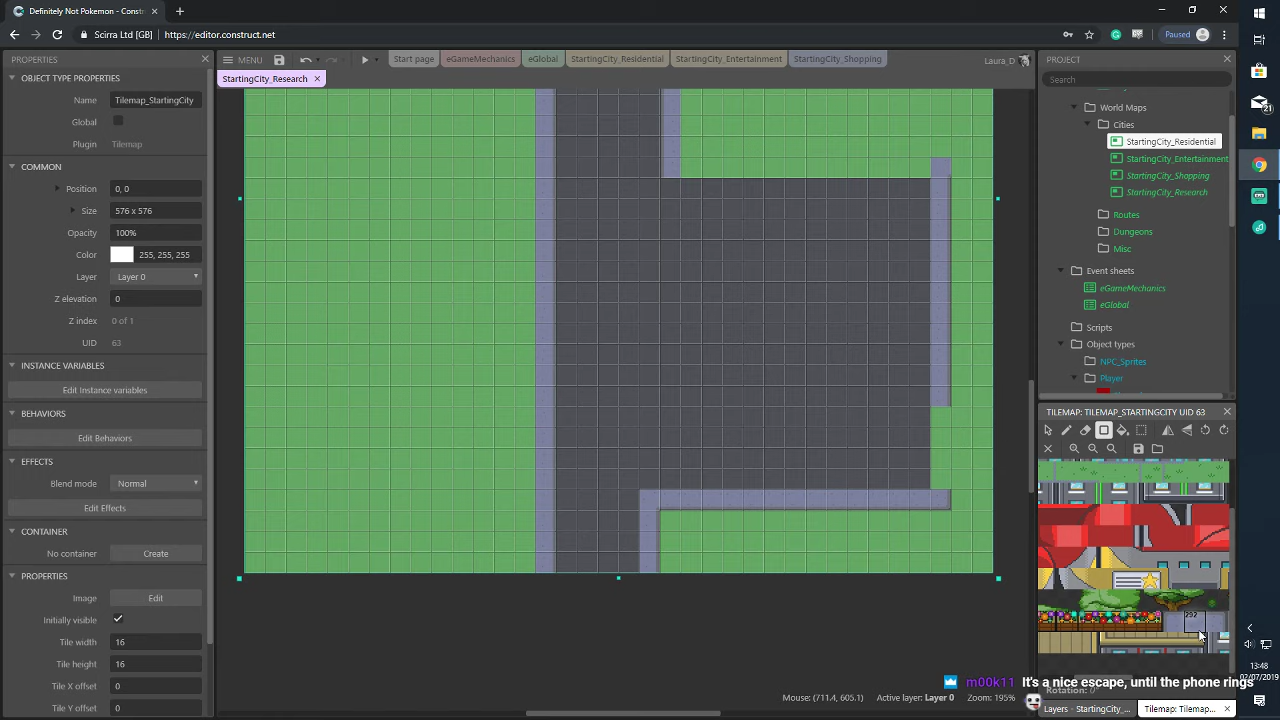 Definitely Not Pokemon - Constr
Scirra Ltd [GB] | https://editor.construct.net
Paused
PROPERTIES
OBJECT TYPE PROPERTIES
Name Tilemap_StartingCity
Global
Plugin Tilemap
COMMON
Position 0, 0
Size 576 x 576
Opacity 100%
Color 255, 255, 255
Layer Layer 0
Z elevation 0
Z index 0 of 1
UID 63
INSTANCE VARIABLES
Edit Instance variables
BEHAVIORS
Edit Behaviors
EFFECTS
Blend mode Normal
Edit Effects
CONTAINER
No container Create
PROPERTIES
Image Edit
Initially visible
Tile width 16
Tile height 16
Tile X offset 0
Tile Y offset 0
MENU
Start page
eGameMechanics
eGlobal
StartingCity_Residential
StartingCity_Entertainment
StartingCity_Shopping
Laura_D
StartingCity_Research
PROJECT
Search
World Maps
Cities
StartingCity_Residential
StartingCity_Entertainment
StartingCity_Shopping
StartingCity_Research
Routes
Dungeons
Misc
Event sheets
eGameMechanics
eGlobal
Scripts
Object types
NPC_Sprites
Player
TILEMAP: TILEMAP_STARTINGCITY UID 63
292
Rotation: 0°
m00k11 It's a nice escape, until the phone rings
Mouse: (711.4, 605.1) Active layer: Layer 0 Zoom: 195%
Layers - StartingCity_...
Tilemap: Tilemap...
13:48
02/07/2019